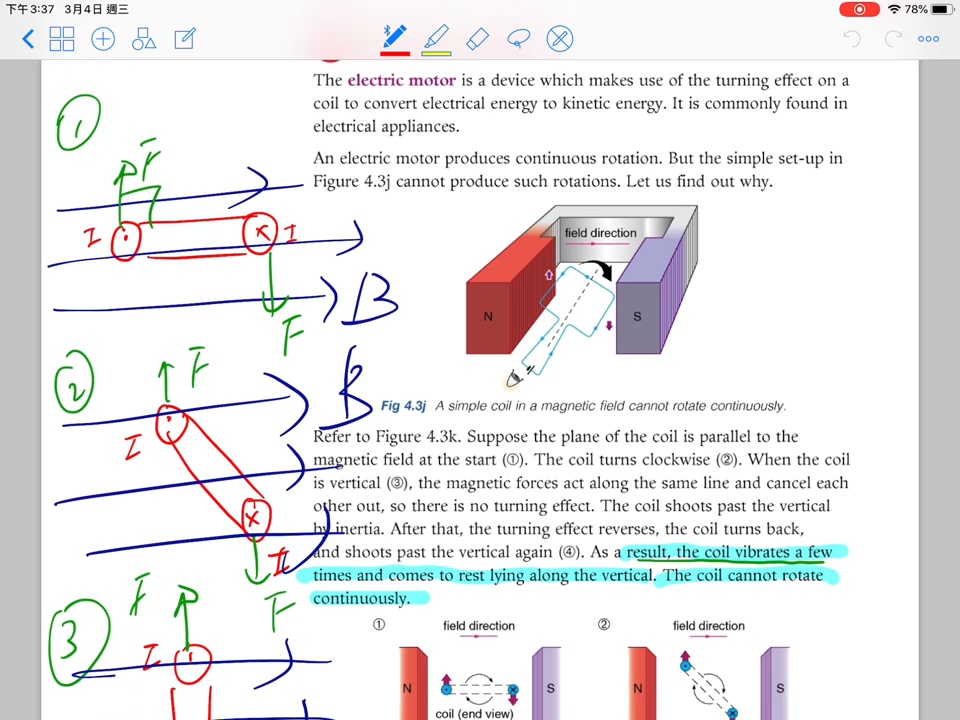 下午3:37 3月4日 週三
78%
The electric motor is a device which makes use of the turning effect on a
coil to convert electrical energy to kinetic energy. It is commonly found in
electrical appliances.
An electric motor produces continuous rotation. But the simple set-up in
Figure 4.3j cannot produce such rotations. Let us find out why.
field direction
N
S
Fig 4.3j A simple coil in a magnetic field cannot rotate continuously.
Refer to Figure 4.3k. Suppose the plane of the coil is parallel to the
magnetic field at the start (①). The coil turns clockwise (②). When the coil
is vertical (③), the magnetic forces act along the same line and cancel each
other out, so there is no turning effect. The coil shoots past the vertical
by inertia. After that, the turning effect reverses, the coil turns back,
and shoots past the vertical again (④). As a result, the coil vibrates a few
times and comes to rest lying along the vertical. The coil cannot rotate
continuously.
① field direction
N
S
coil (end view)
② field direction
N
S
①
F
I
I
B
F
②
F
B
I
I
F
③
F
I